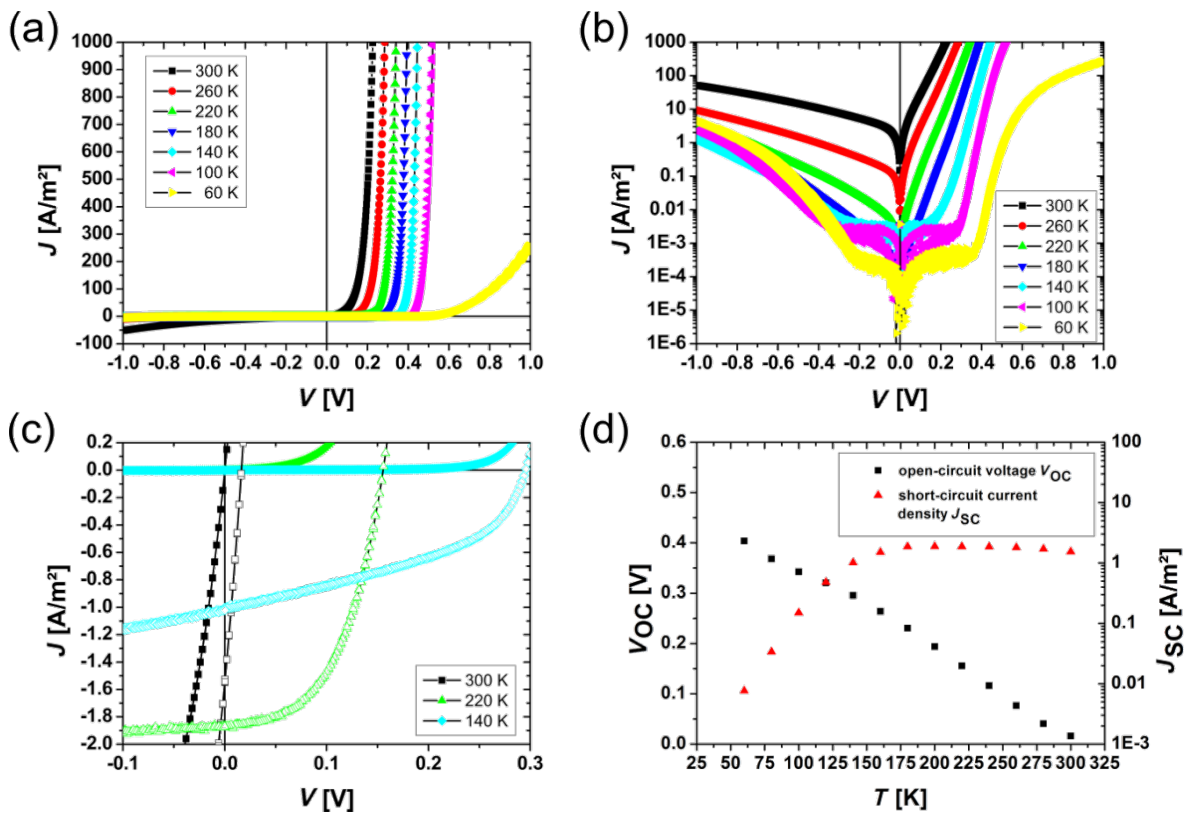 (a)
1000
900
800
700
600
500
400
300
200
100
0
-100
J [A/m²]
300 K
260 K
220 K
180 K
140 K
100 K
60 K
-1.0 -0.8 -0.6 -0.4 -0.2 0.0 0.2 0.4 0.6 0.8 1.0
V [V]
(b)
1000
100
10
1
0.1
0.01
1E-3
1E-4
1E-5
1E-6
J [A/m²]
300 K
260 K
220 K
180 K
140 K
100 K
60 K
-1.0 -0.8 -0.6 -0.4 -0.2 0.0 0.2 0.4 0.6 0.8 1.0
V [V]
(c)
0.2
0.0
-0.2
-0.4
-0.6
-0.8
-1.0
-1.2
-1.4
-1.6
-1.8
-2.0
J [A/m²]
300 K
220 K
140 K
-0.1 0.0 0.1 0.2 0.3
V [V]
(d)
0.6
0.5
0.4
0.3
0.2
0.1
0.0
VOC [V]
open-circuit voltage VOC
short-circuit current
density JSC
100
10
1
0.1
0.01
1E-3
JSC [A/m²]
25 50 75 100 125 150 175 200 225 250 275 300 325
T [K]